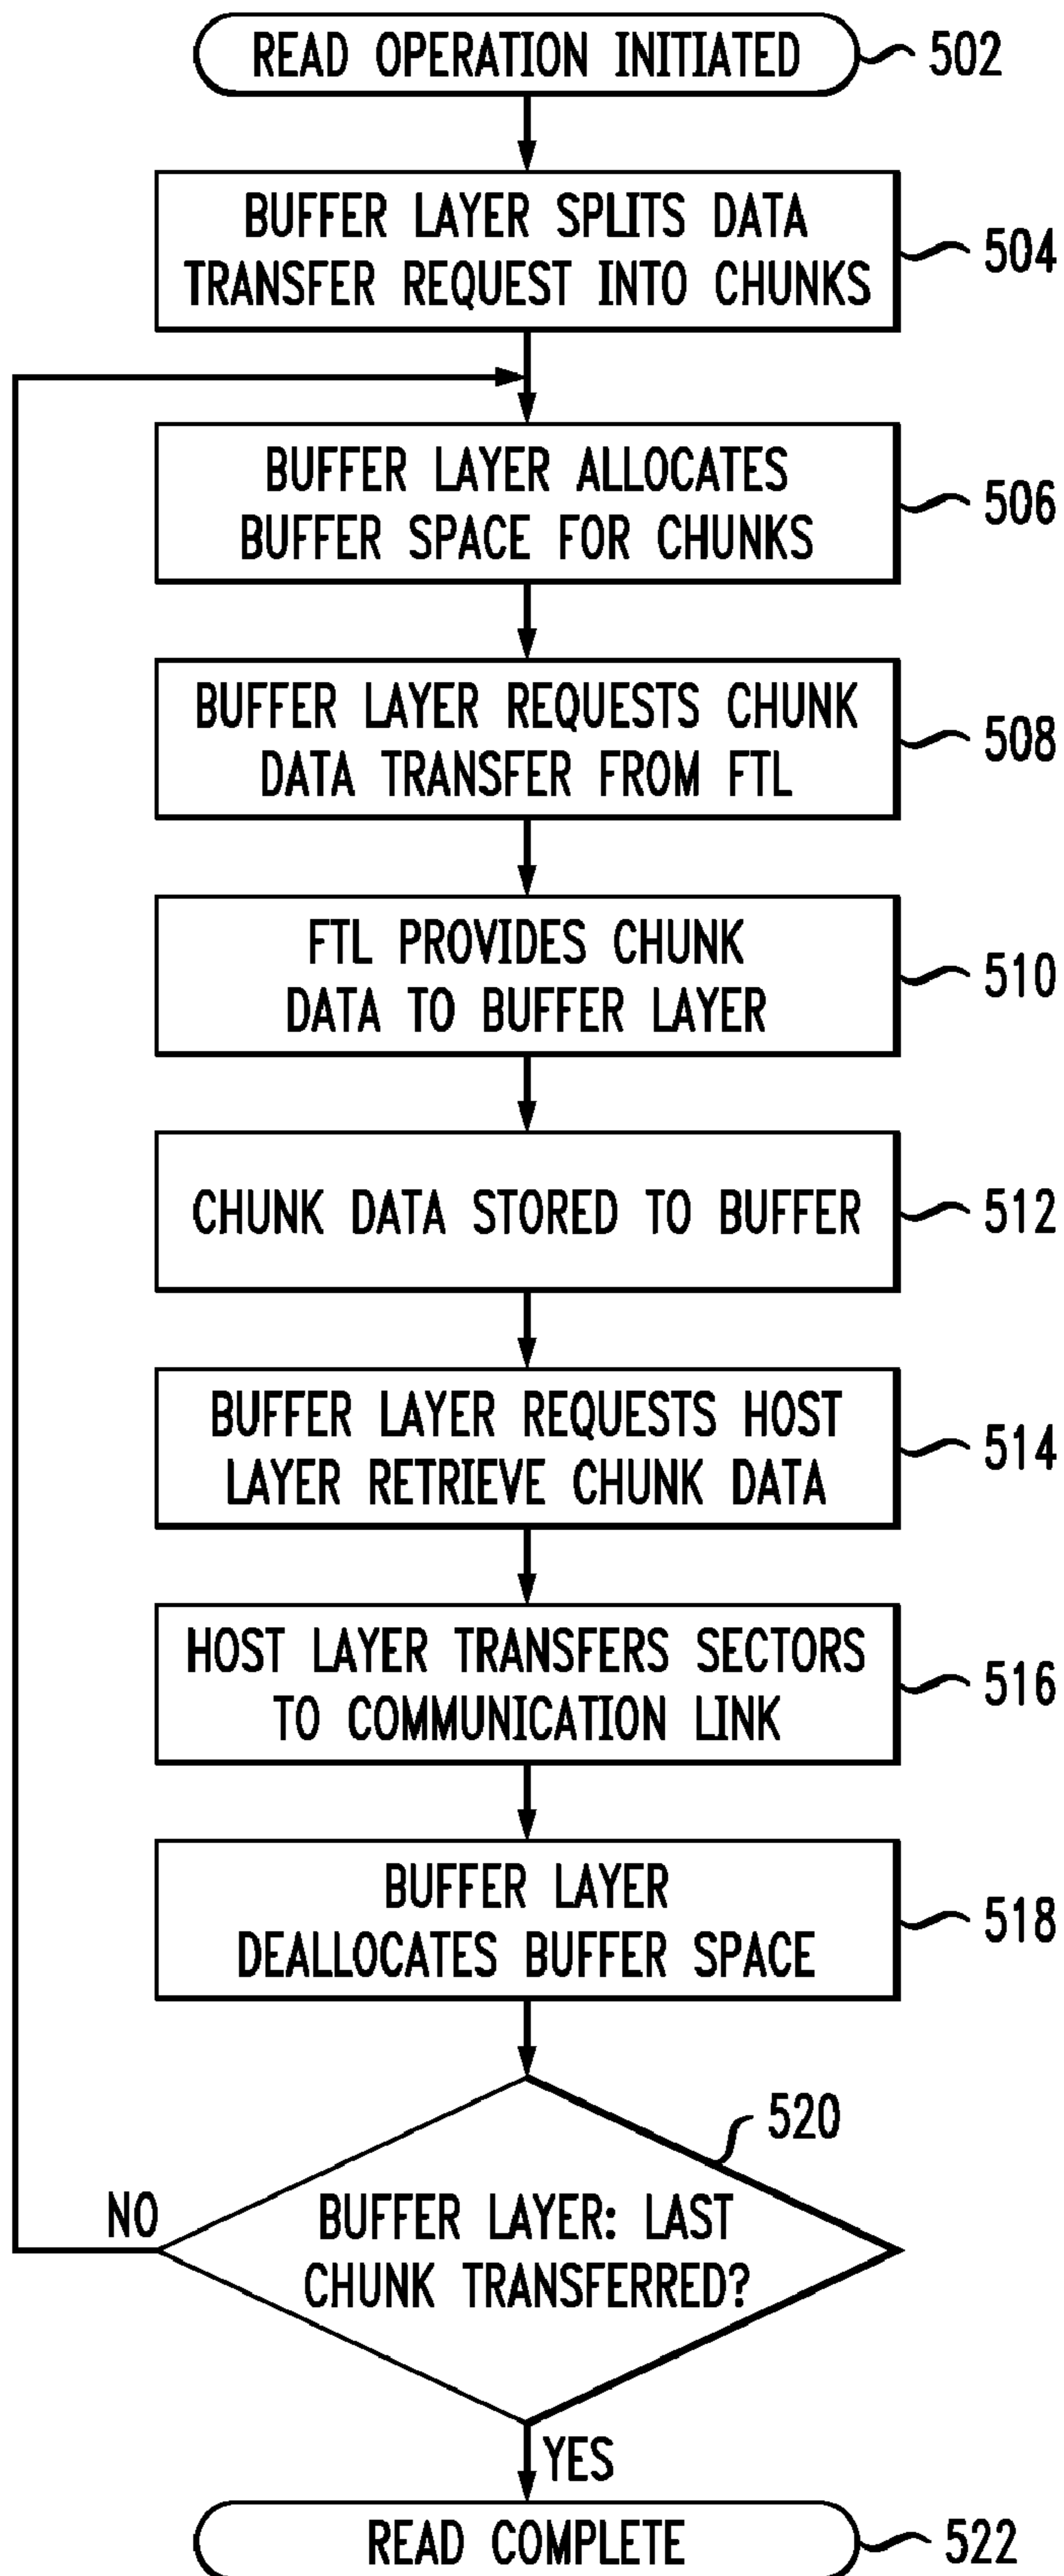 READ OPERATION INITIATED
502
BUFFER LAYER SPLITS DATA
TRANSFER REQUEST INTO CHUNKS
504
BUFFER LAYER ALLOCATES
BUFFER SPACE FOR CHUNKS
506
BUFFER LAYER REQUESTS CHUNK
DATA TRANSFER FROM FTL
508
FTL PROVIDES CHUNK
DATA TO BUFFER LAYER
510
CHUNK DATA STORED TO BUFFER
512
BUFFER LAYER REQUESTS HOST
LAYER RETRIEVE CHUNK DATA
514
HOST LAYER TRANSFERS SECTORS
TO COMMUNICATION LINK
516
BUFFER LAYER
DEALLOCATES BUFFER SPACE
518
520
NO
BUFFER LAYER: LAST
CHUNK TRANSFERRED?
YES
READ COMPLETE
522